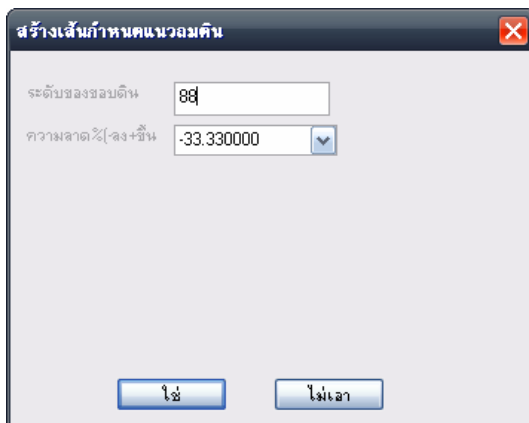 สร้างเส้นกำหนดแนวถมดิน
ระดับของขอบดิน
88
ความลาด%(-ลง+ขึ้น
-33.330000
ใช่
ไม่เอา